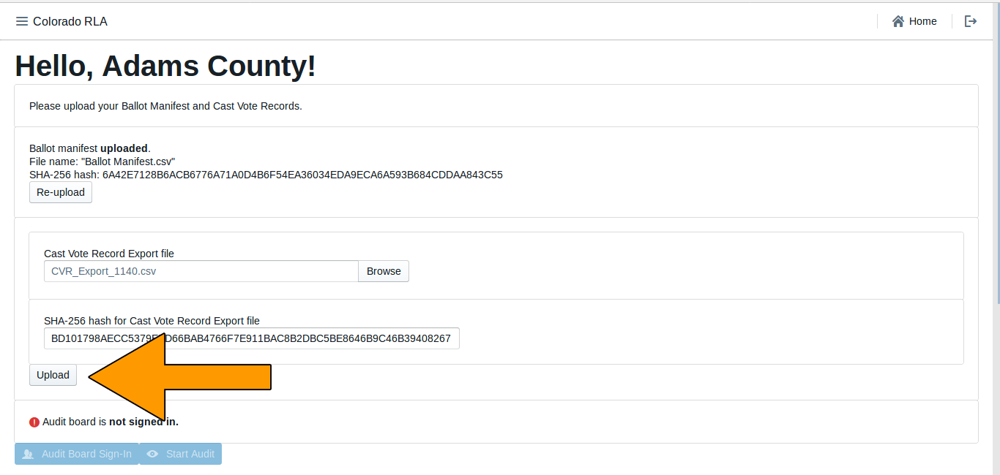 Colorado RLA
Home
Hello, Adams County!
Please upload your Ballot Manifest and Cast Vote Records.
Ballot manifest uploaded.
File name: "Ballot Manifest.csv"
SHA-256 hash: 6A42E7128B6ACB6776A71A0D4B6F54EA36034EDA9ECA6A593B684CDDAA843C55
Re-upload
Cast Vote Record Export file
CVR_Export_1140.csv
Browse
SHA-256 hash for Cast Vote Record Export file
Upload
Audit board is not signed in.
Audit Board Sign-In
Start Audit